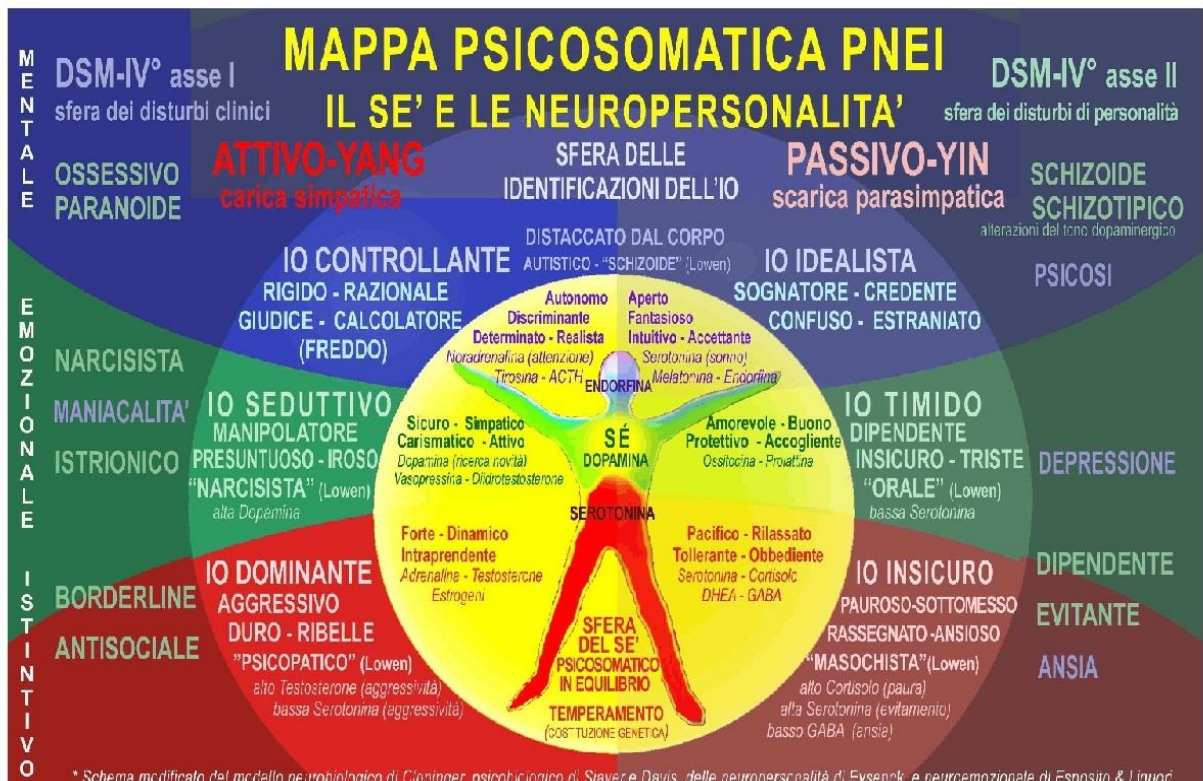 MENTALE
EMOZIONALE
ISTINTIVO
MAPPA PSICOSOMATICA PNEI
IL SE' E LE NEUROPERSONALITA'
DSM-IV° asse I
sfera dei disturbi clinici
DSM-IV° asse II
sfera dei disturbi di personalità
ATTIVO-YANG
carica simpatica
SFERA DELLE
IDENTIFICAZIONI DELL'IO
PASSIVO-YIN
scarica parasimpatica
OSSESSIVO
PARANOIDE
SCHIZOIDE
SCHIZOTIPICO
alterazioni del tono dopaminergico
PSICOSI
DISTACCATO DAL CORPO
AUTISTICO - "SCHIZOIDE" (Lowen)
IO CONTROLLANTE
RIGIDO - RAZIONALE
GIUDICE - CALCOLATORE
(FREDDO)
IO IDEALISTA
SOGNATORE - CREDENTE
CONFUSO - ESTRANIATO
Autonomo
Discriminante
Determinato - Realista
Noradrenalina (attenzione)
Tirosina - ACTH
Aperto
Fantasioso
Intuitivo - Accettante
Serotonina (sonno)
Melatonina - Endorfina
ENDORFINA
NARCISISTA
MANIACALITA'
ISTRIONICO
IO SEDUTTIVO
MANIPOLATORE
PRESUNTUOSO - IROSO
"NARCISISTA" (Lowen)
alta Dopamina
Sicuro - Simpatico
Carismatico - Attivo
Dopamina (ricerca novità)
Vasopressina - Diidrotestosterone
SÉ
DOPAMINA
Amorevole - Buono
Protettivo - Accogliente
Ossitocina - Prolattina
IO TIMIDO
DIPENDENTE
INSICURO - TRISTE
"ORALE" (Lowen)
bassa Serotonina
DEPRESSIONE
SEROTONINA
Forte - Dinamico
Intraprendente
Adrenalina - Testosterone
Estrogeni
Pacifico - Rilassato
Tollerante - Obbediente
Serotonina - Cortisolo
DHEA - GABA
BORDERLINE
ANTISOCIALE
IO DOMINANTE
AGGRESSIVO
DURO - RIBELLE
"PSICOPATICO" (Lowen)
alto Testosterone (aggressività)
bassa Serotonina (aggressività)
SFERA
DEL SE'
PSICOSOMATICO
IN EQUILIBRIO
TEMPERAMENTO
(COSTITUZIONE GENETICA)
IO INSICURO
PAUROSO-SOTTOMESSO
RASSEGNATO-ANSIOSO
"MASOCHISTA" (Lowen)
alto Cortisolo (paura)
alta Serotonina (evitamento)
basso GABA (ansia)
DIPENDENTE
EVITANTE
ANSIA
* Schema modificato del modello neurobiologico di Cloninger, psicobiologico di Siever e Davis, delle neuropersonalità di Eysenck, e neuroemozionale di Esposito & Liguori